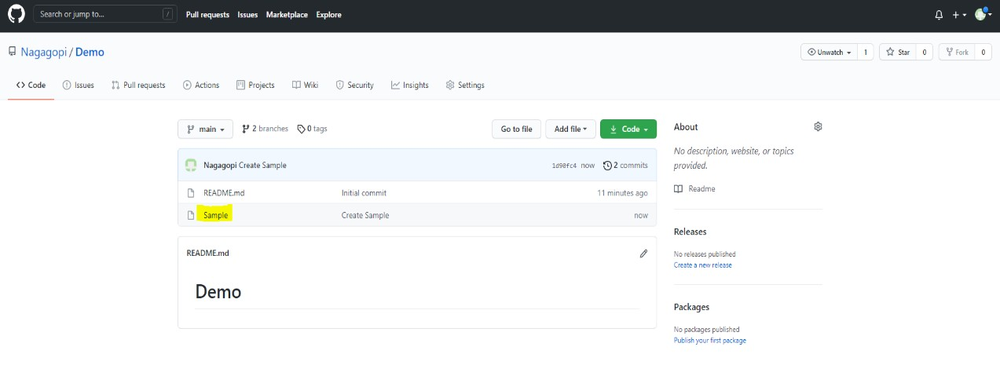 Search or jump to... /
Pull requests Issues Marketplace Explore
Nagagopi / Demo
Unwatch 1 Star 0 Fork 0
Code Issues Pull requests Actions Projects Wiki Security Insights Settings
main 2 branches 0 tags Go to file Add file Code
Nagagopi Create Sample 1d90fc4 now 2 commits
README.md Initial commit 11 minutes ago
Sample Create Sample now
README.md
Demo
About
No description, website, or topics
provided.
Readme
Releases
No releases published
Create a new release
Packages
No packages published
Publish your first package